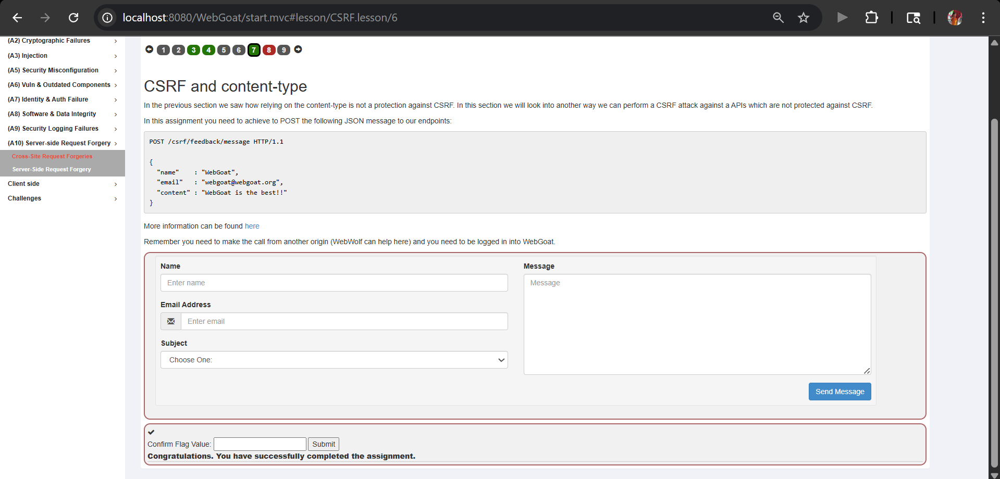 localhost:8080/WebGoat/start.mvc#lesson/CSRF.lesson/6
(A2) Cryptographic Failures
(A3) Injection
(A5) Security Misconfiguration
(A6) Vuln & Outdated Components
(A7) Identity & Auth Failure
(A8) Software & Data Integrity
(A9) Security Logging Failures
(A10) Server-side Request Forgery
Cross-Site Request Forgeries
Server-Side Request Forgery
Client side
Challenges
1 2 3 4 5 6 7 8 9
CSRF and content-type
In the previous section we saw how relying on the content-type is not a protection against CSRF. In this section we will look into another way we can perform a CSRF attack against a APIs which are not protected against CSRF.
In this assignment you need to achieve to POST the following JSON message to our endpoints:
POST /csrf/feedback/message HTTP/1.1
{
"name" : "WebGoat",
"email" : "webgoat@webgoat.org",
"content" : "WebGoat is the best!!"
}
More information can be found here
Remember you need to make the call from another origin (WebWolf can help here) and you need to be logged in into WebGoat.
Name
Enter name
Email Address
Enter email
Subject
Choose One:
Message
Message
Send Message
Confirm Flag Value: Submit
Congratulations. You have successfully completed the assignment.